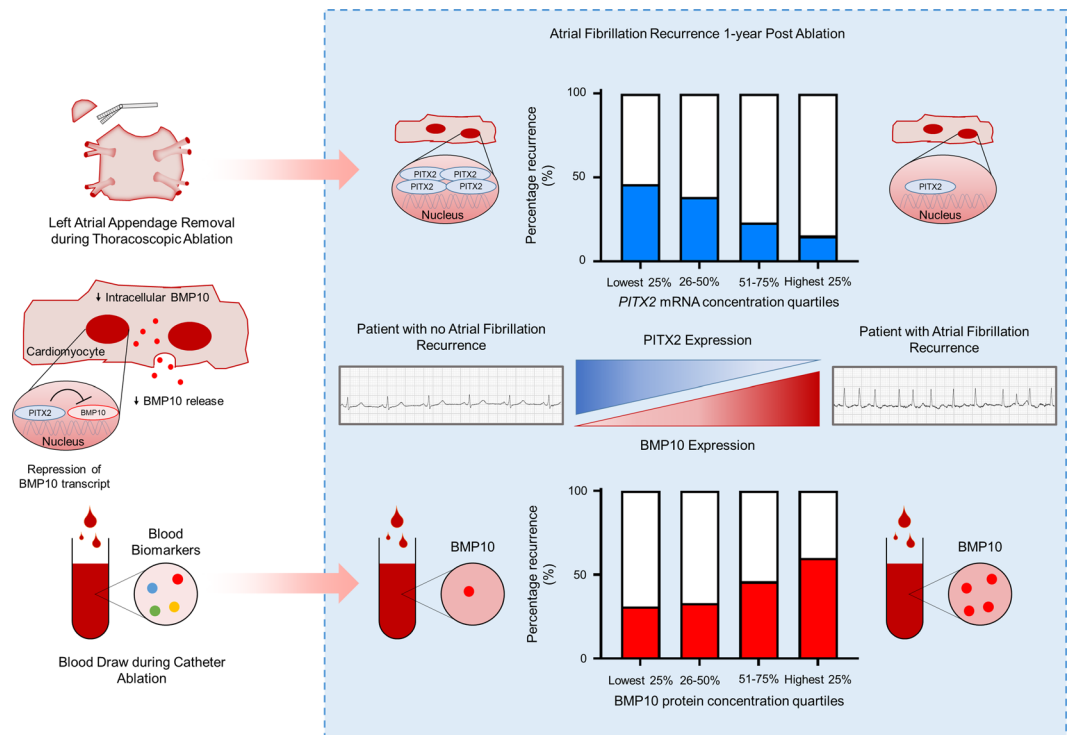 Atrial Fibrillation Recurrence 1-year Post Ablation
Left Atrial Appendage Removal
during Thoracoscopic Ablation
PITX2
PITX2
PITX2
PITX2
Nucleus
Percentage recurrence
(%)
100
50
0
Lowest 25%
26-50%
51-75%
Highest 25%
PITX2 mRNA concentration quartiles
PITX2
Nucleus
Intracellular BMP10
Cardiomyocyte
BMP10 release
PITX2
BMP10
Nucleus
Repression of
BMP10 transcript
Patient with no Atrial Fibrillation
Recurrence
PITX2 Expression
BMP10 Expression
Patient with Atrial Fibrillation
Recurrence
Blood
Biomarkers
Blood Draw during Catheter
Ablation
BMP10
Percentage recurrence
(%)
100
50
0
Lowest 25%
26-50%
51-75%
Highest 25%
BMP10 protein concentration quartiles
BMP10